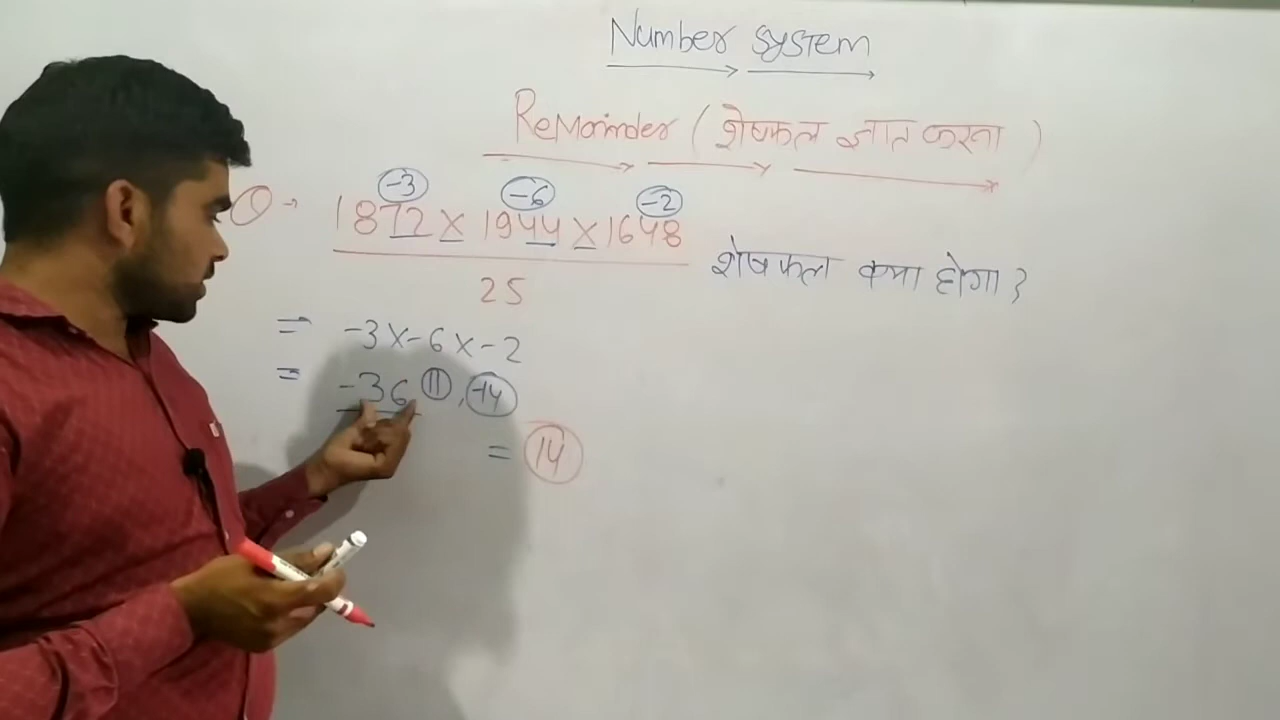 Number system
Remainder (शेषफल ज्ञात करना)
1 → 1872 x 1944 x 1648
-3 -6 -2
25
शेषफल क्या होगा ?
= -3 x -6 x -2
= -36 11, -14
= 14